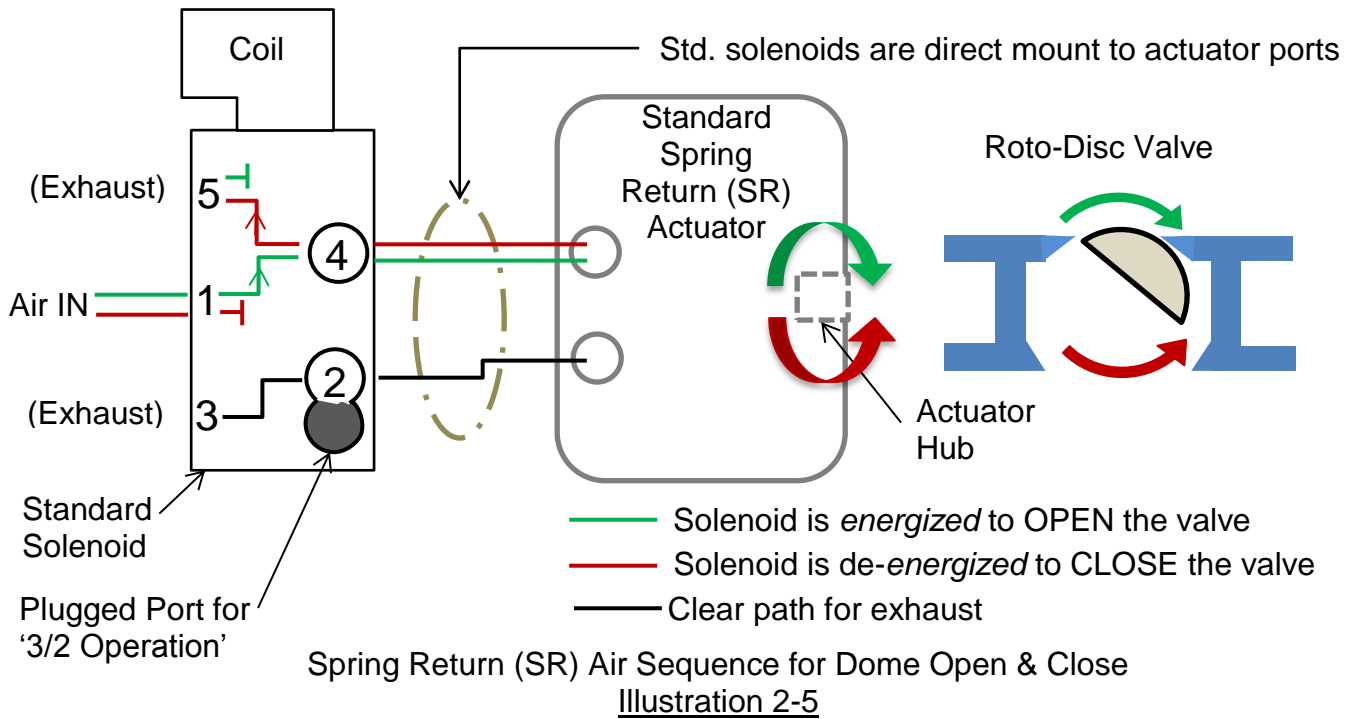 Coil
Std. solenoids are direct mount to actuator ports
Standard
Spring
Return (SR)
Actuator
Roto-Disc Valve
(Exhaust)
5
4
Air IN
1
2
(Exhaust)
3
Actuator
Hub
Standard
Solenoid
Plugged Port for
‘3/2 Operation’
Solenoid is energized to OPEN the valve
Solenoid is de-energized to CLOSE the valve
Clear path for exhaust
Spring Return (SR) Air Sequence for Dome Open & Close
Illustration 2-5